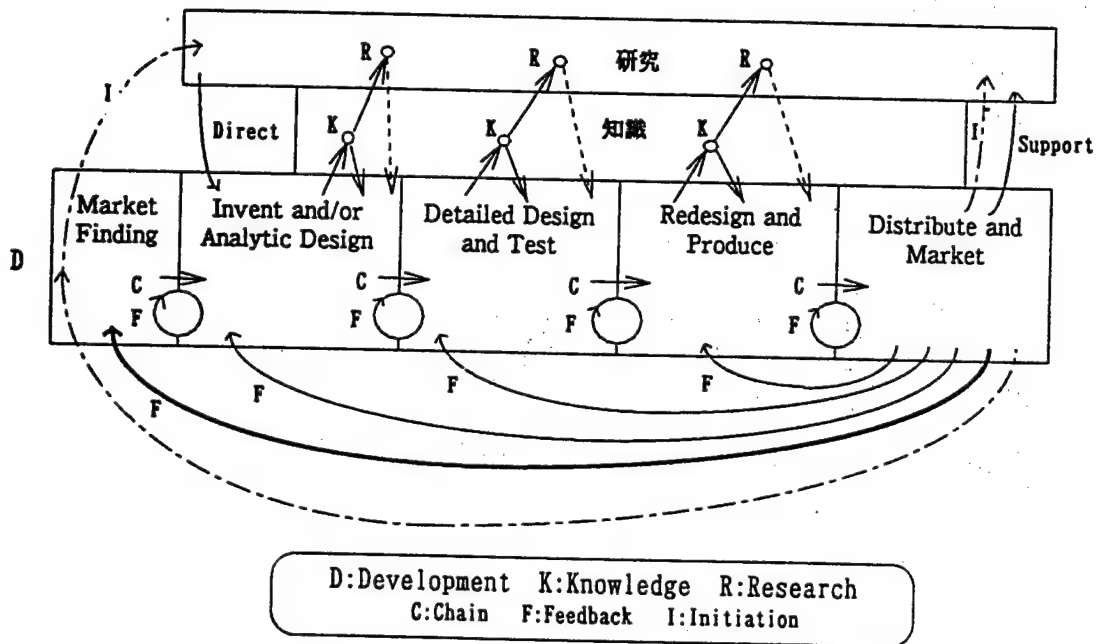 R
R
研究
R
I
Direct
K
K
知識
K
I
Support
D
Market
Finding
Invent and/or
Analytic Design
Detailed Design
and Test
Redesign and
Produce
Distribute and
Market
C
C
C
C
F
F
F
F
F
F
F
F
D:Development K:Knowledge R:Research
C:Chain F:Feedback I:Initiation